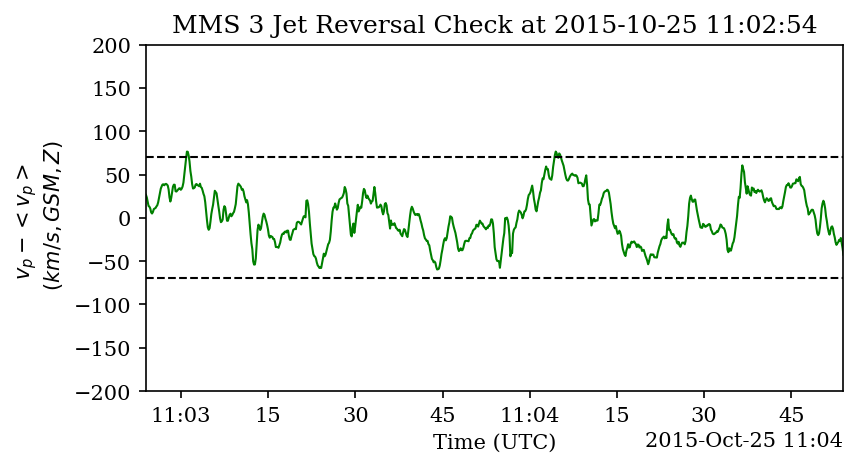 MMS 3 Jet Reversal Check at 2015-10-25 11:02:54
200
150
100
50
0
−50
−100
−150
−200
v_p − < v_p >
(km/s, GSM, Z)
11:03 15 30 45 11:04 15 30 45
Time (UTC)
2015-Oct-25 11:04